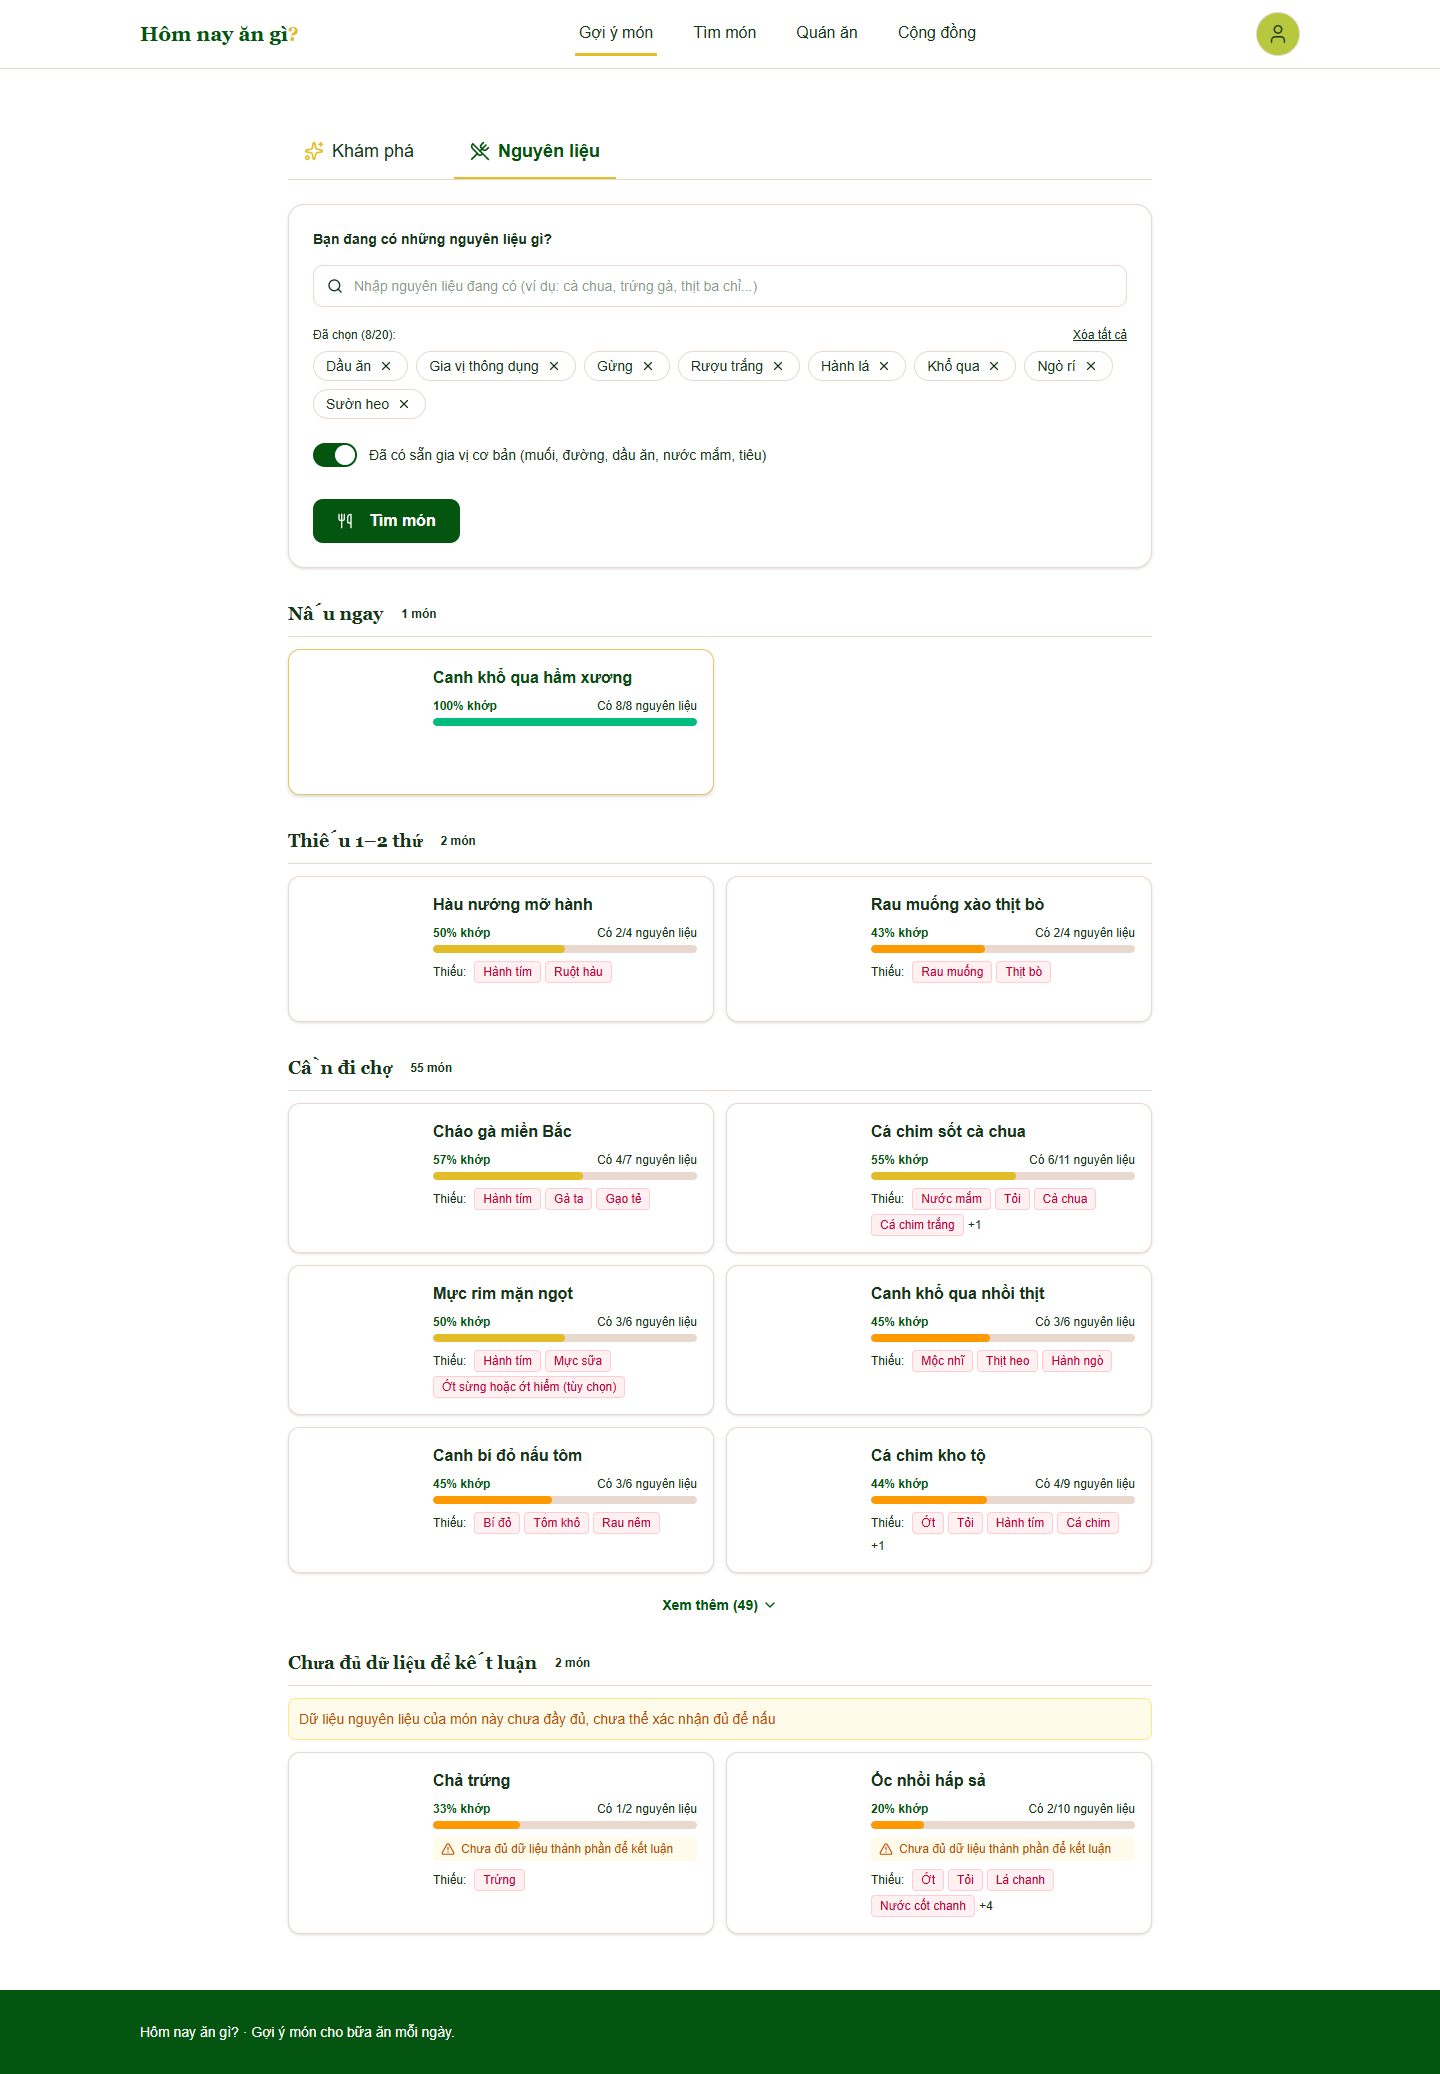 Hôm nay ăn gì?
Gợi ý món
Tìm món
Quán ăn
Cộng đồng
Khám phá
Nguyên liệu
Bạn đang có những nguyên liệu gì?
Nhập nguyên liệu đang có (ví dụ: cà chua, trứng gà, thịt ba chỉ...)
Đã chọn (8/20):
Xóa tất cả
Dầu ăn
Gia vị thông dụng
Gừng
Rượu trắng
Hành lá
Khổ qua
Ngò rí
Sườn heo
Đã có sẵn gia vị cơ bản (muối, đường, dầu ăn, nước mắm, tiêu)
Tìm món
Nấu ngay 1 món
Canh khổ qua hầm xương
100% khớp Có 8/8 nguyên liệu
Thiếu 1–2 thứ 2 món
Hàu nướng mỡ hành
50% khớp Có 2/4 nguyên liệu
Thiếu: Hành tím Ruột hàu
Rau muống xào thịt bò
43% khớp Có 2/4 nguyên liệu
Thiếu: Rau muống Thịt bò
Cần đi chợ 55 món
Cháo gà miền Bắc
57% khớp Có 4/7 nguyên liệu
Thiếu: Hành tím Gà ta Gạo tẻ
Cá chim sốt cà chua
55% khớp Có 6/11 nguyên liệu
Thiếu: Nước mắm Tỏi Cà chua
Cá chim trắng +1
Mực rim mặn ngọt
50% khớp Có 3/6 nguyên liệu
Thiếu: Hành tím Mực sữa
Ớt sừng hoặc ớt hiểm (tùy chọn)
Canh khổ qua nhồi thịt
45% khớp Có 3/6 nguyên liệu
Thiếu: Mộc nhĩ Thịt heo Hành ngò
Canh bí đỏ nấu tôm
45% khớp Có 3/6 nguyên liệu
Thiếu: Bí đỏ Tôm khô Rau nêm
Cá chim kho tộ
44% khớp Có 4/9 nguyên liệu
Thiếu: Ớt Tỏi Hành tím Cá chim
+1
Xem thêm (49)
Chưa đủ dữ liệu để kết luận 2 món
Dữ liệu nguyên liệu của món này chưa đầy đủ, chưa thể xác nhận đủ để nấu
Chả trứng
33% khớp Có 1/2 nguyên liệu
Chưa đủ dữ liệu thành phần để kết luận
Thiếu: Trứng
Ốc nhồi hấp sả
20% khớp Có 2/10 nguyên liệu
Chưa đủ dữ liệu thành phần để kết luận
Thiếu: Ớt Tỏi Lá chanh
Nước cốt chanh +4
Hôm nay ăn gì? · Gợi ý món cho bữa ăn mỗi ngày.